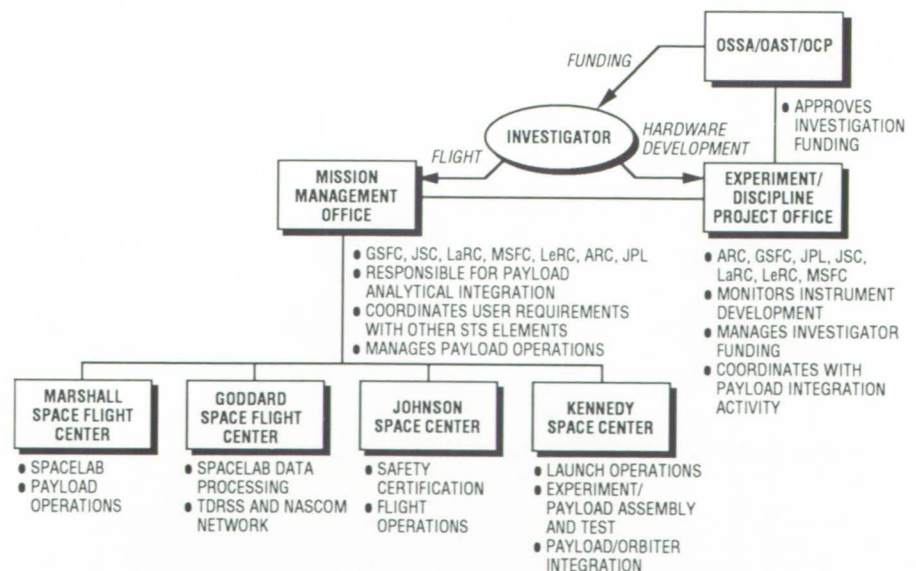 OSSA/OAST/OCP
FUNDING
● APPROVES
INVESTIGATION
FUNDING
INVESTIGATOR
HARDWARE
DEVELOPMENT
FLIGHT
MISSION
MANAGEMENT
OFFICE
EXPERIMENT/
DISCIPLINE
PROJECT OFFICE
● GSFC, JSC, LaRC, MSFC, LeRC, ARC, JPL
● RESPONSIBLE FOR PAYLOAD
ANALYTICAL INTEGRATION
● COORDINATES USER REQUIREMENTS
WITH OTHER STS ELEMENTS
● MANAGES PAYLOAD OPERATIONS
● ARC, GSFC, JPL, JSC,
LaRC, LeRC, MSFC
● MONITORS INSTRUMENT
DEVELOPMENT
● MANAGES INVESTIGATOR
FUNDING
● COORDINATES WITH
PAYLOAD INTEGRATION
ACTIVITY
MARSHALL
SPACE FLIGHT
CENTER
● SPACELAB
● PAYLOAD
OPERATIONS
GODDARD
SPACE FLIGHT
CENTER
● SPACELAB DATA
PROCESSING
● TDRSS AND NASCOM
NETWORK
JOHNSON
SPACE CENTER
● SAFETY
CERTIFICATION
● FLIGHT
OPERATIONS
KENNEDY
SPACE CENTER
● LAUNCH OPERATIONS
● EXPERIMENT/
PAYLOAD ASSEMBLY
AND TEST
● PAYLOAD/ORBITER
INTEGRATION